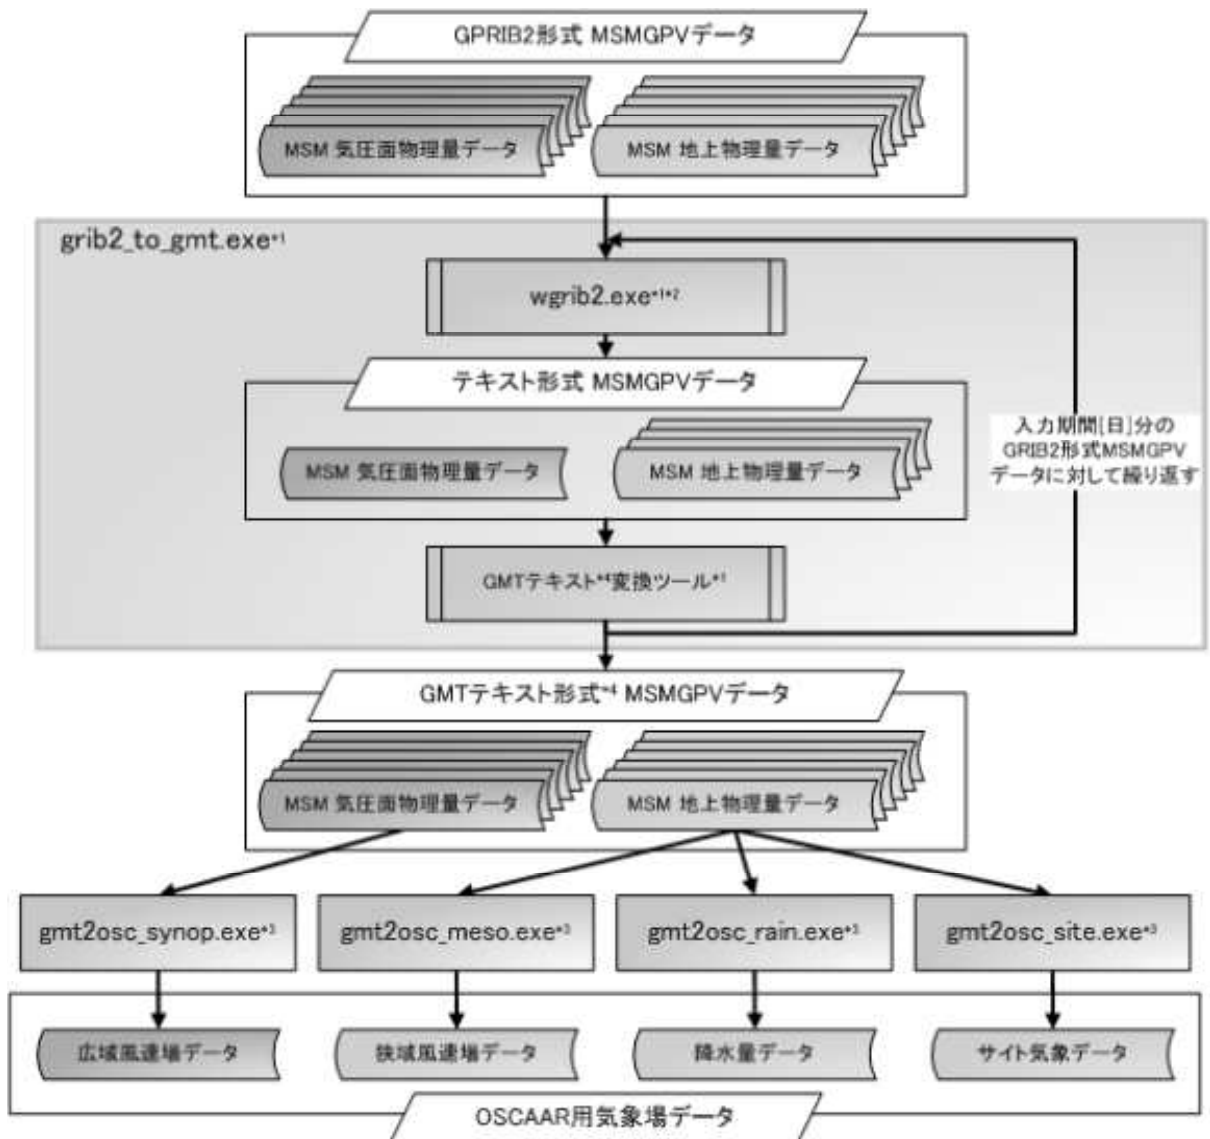 GPRIB2形式 MSMGPVデータ
MSM 気圧面物理量データ
MSM 地上物理量データ
grib2_to_gmt.exe*1
wgrib2.exe*1*2
テキスト形式 MSMGPVデータ
MSM 気圧面物理量データ
MSM 地上物理量データ
入力期間[日]分の
GRIB2形式MSMGPV
データに対して繰り返す
GMTテキスト*4変換ツール*1
GMTテキスト形式*4 MSMGPVデータ
MSM 気圧面物理量データ
MSM 地上物理量データ
gmt2osc_synop.exe*3
gmt2osc_meso.exe*3
gmt2osc_rain.exe*3
gmt2osc_site.exe*3
広域風速場データ
狭域風速場データ
降水量データ
サイト気象データ
OSCAAR用気象場データ